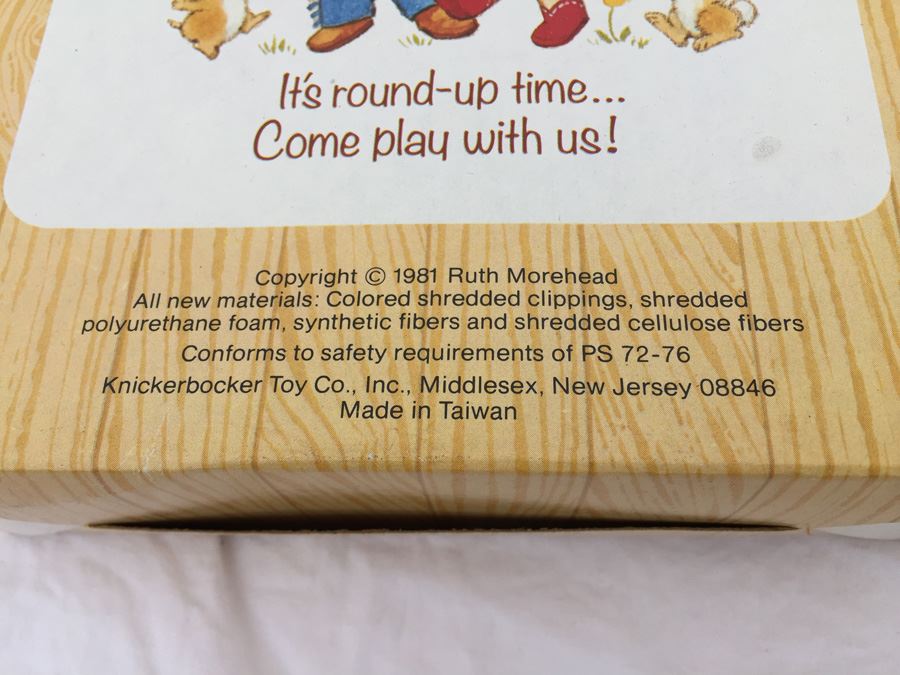 It's round-up time...
Come play with us!
Copyright © 1981 Ruth Morehead
All new materials: Colored shredded clippings, shredded
polyurethane foam, synthetic fibers and shredded cellulose fibers
Conforms to safety requirements of PS 72-76
Knickerbocker Toy Co., Inc., Middlesex, New Jersey 08846
Made in Taiwan